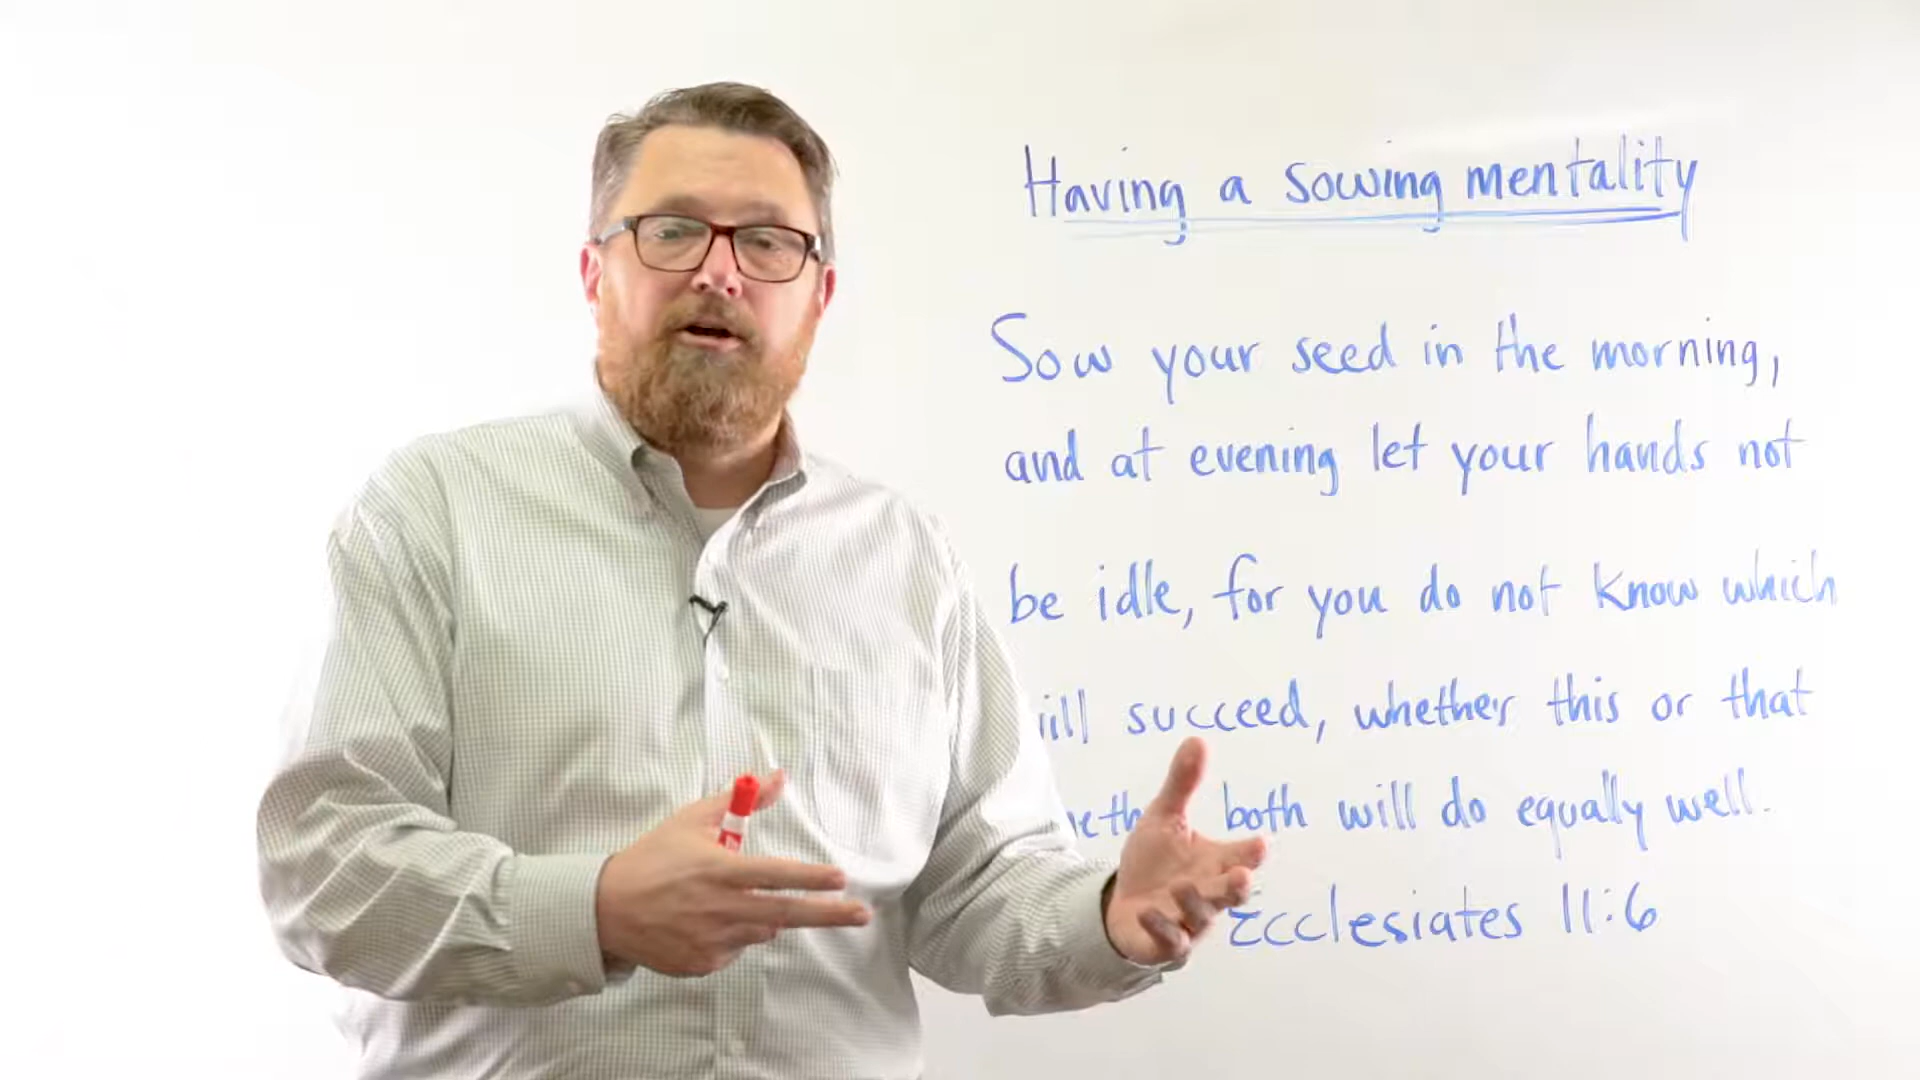 Having a sowing mentality
Sow your seed in the morning,
and at evening let your hands not
be idle, for you do not know which
succeed, whether this or that
both will do equally well.
Ecclesiates 11:6